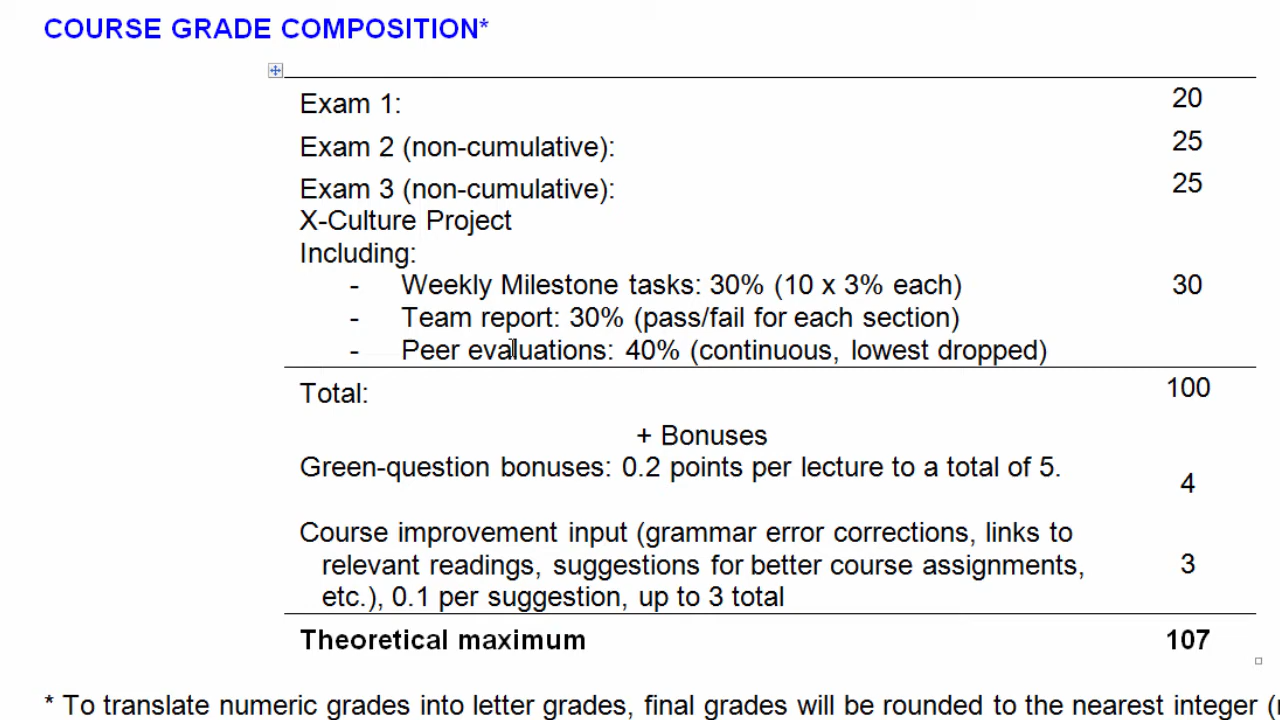 COURSE GRADE COMPOSITION*
Exam 1: 20
Exam 2 (non-cumulative): 25
Exam 3 (non-cumulative): 25
X-Culture Project
Including:
- Weekly Milestone tasks: 30% (10 x 3% each) 30
- Team report: 30% (pass/fail for each section)
- Peer evaluations: 40% (continuous, lowest dropped)
Total: 100
+ Bonuses
Green-question bonuses: 0.2 points per lecture to a total of 5.
4
Course improvement input (grammar error corrections, links to
relevant readings, suggestions for better course assignments, 3
etc.), 0.1 per suggestion, up to 3 total
Theoretical maximum 107
* To translate numeric grades into letter grades, final grades will be rounded to the nearest integer (